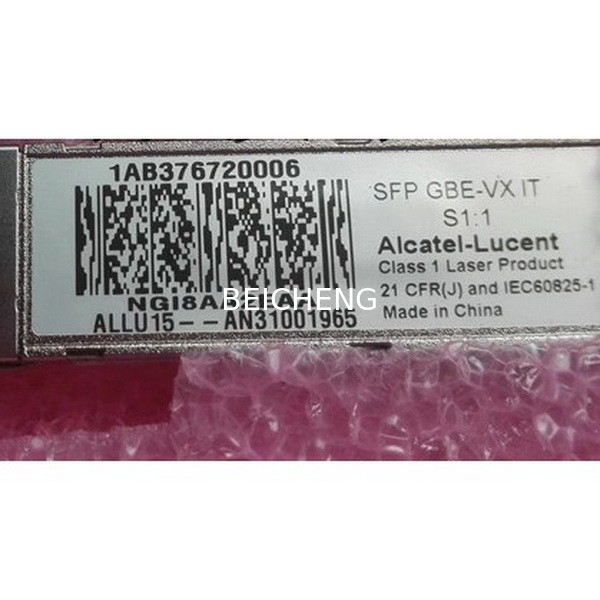 1AB376720006
SFP GBE-VX IT
S1:1
Alcatel-Lucent
Class 1 Laser Product
21 CFR(J) and IEC60825-1
Made in China
BEICHENG
ALLU15--AN31001965